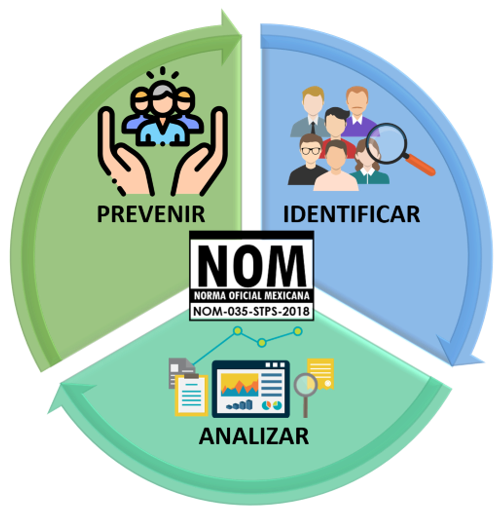 PREVENIR
IDENTIFICAR
NOM
NORMA OFICIAL MEXICANA
NOM-035-STPS-2018
ANALIZAR